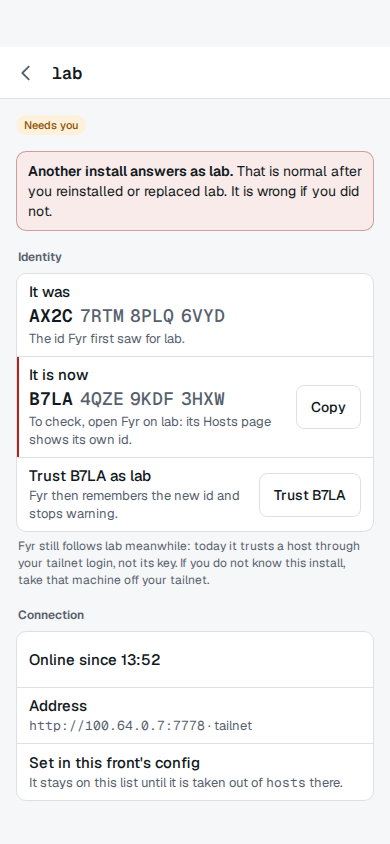 lab
Needs you
Another install answers as lab. That is normal after
you reinstalled or replaced lab. It is wrong if you did
not.
Identity
It was
AX2C 7RTM 8PLQ 6VYD
The id Fyr first saw for lab.
It is now
B7LA 4QZE 9KDF 3HXW
To check, open Fyr on lab: its Hosts page
shows its own id.
Copy
Trust B7LA as lab
Fyr then remembers the new id and
stops warning.
Trust B7LA
Fyr still follows lab meanwhile: today it trusts a host through
your tailnet login, not its key. If you do not know this install,
take that machine off your tailnet.
Connection
Online since 13:52
Address
http://100.64.0.7:7778 · tailnet
Set in this front's config
It stays on this list until it is taken out of hosts there.